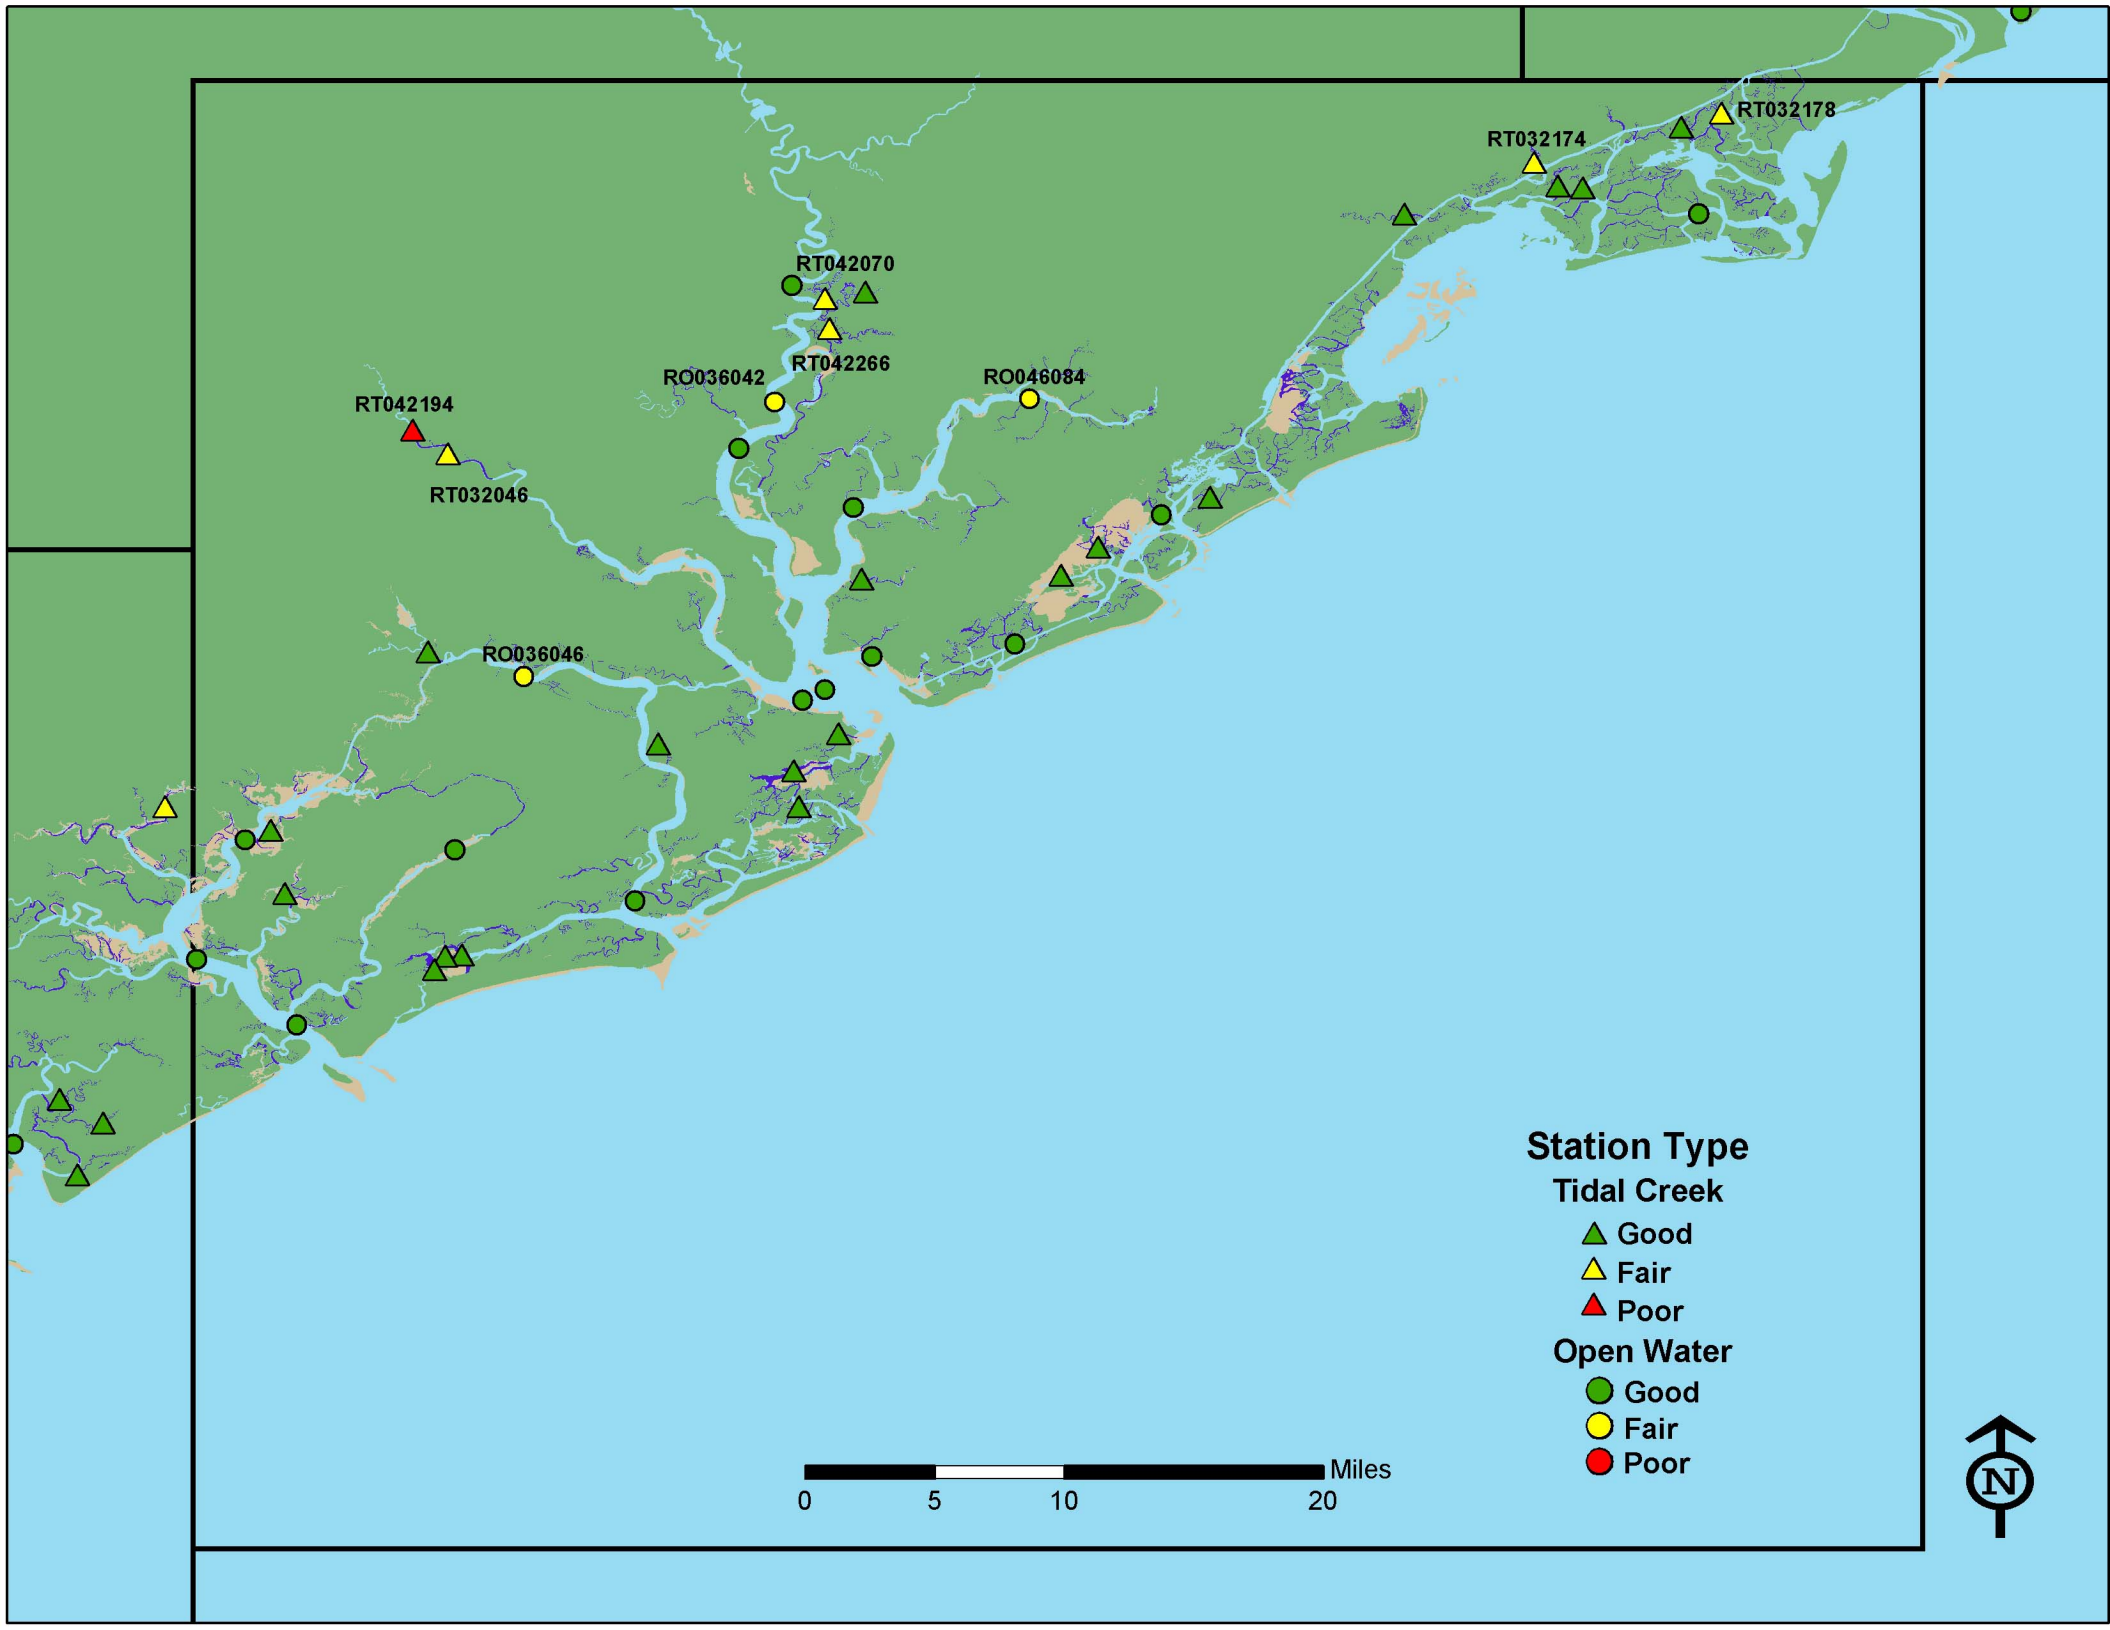 RT032178
RT032174
RT042070
RT042266
RO036042
RO046084
RT042194
RT032046
RO036046
Station Type
Tidal Creek
Good
Fair
Poor
Open Water
Good
Fair
Poor
Miles
0 5 10 20
N